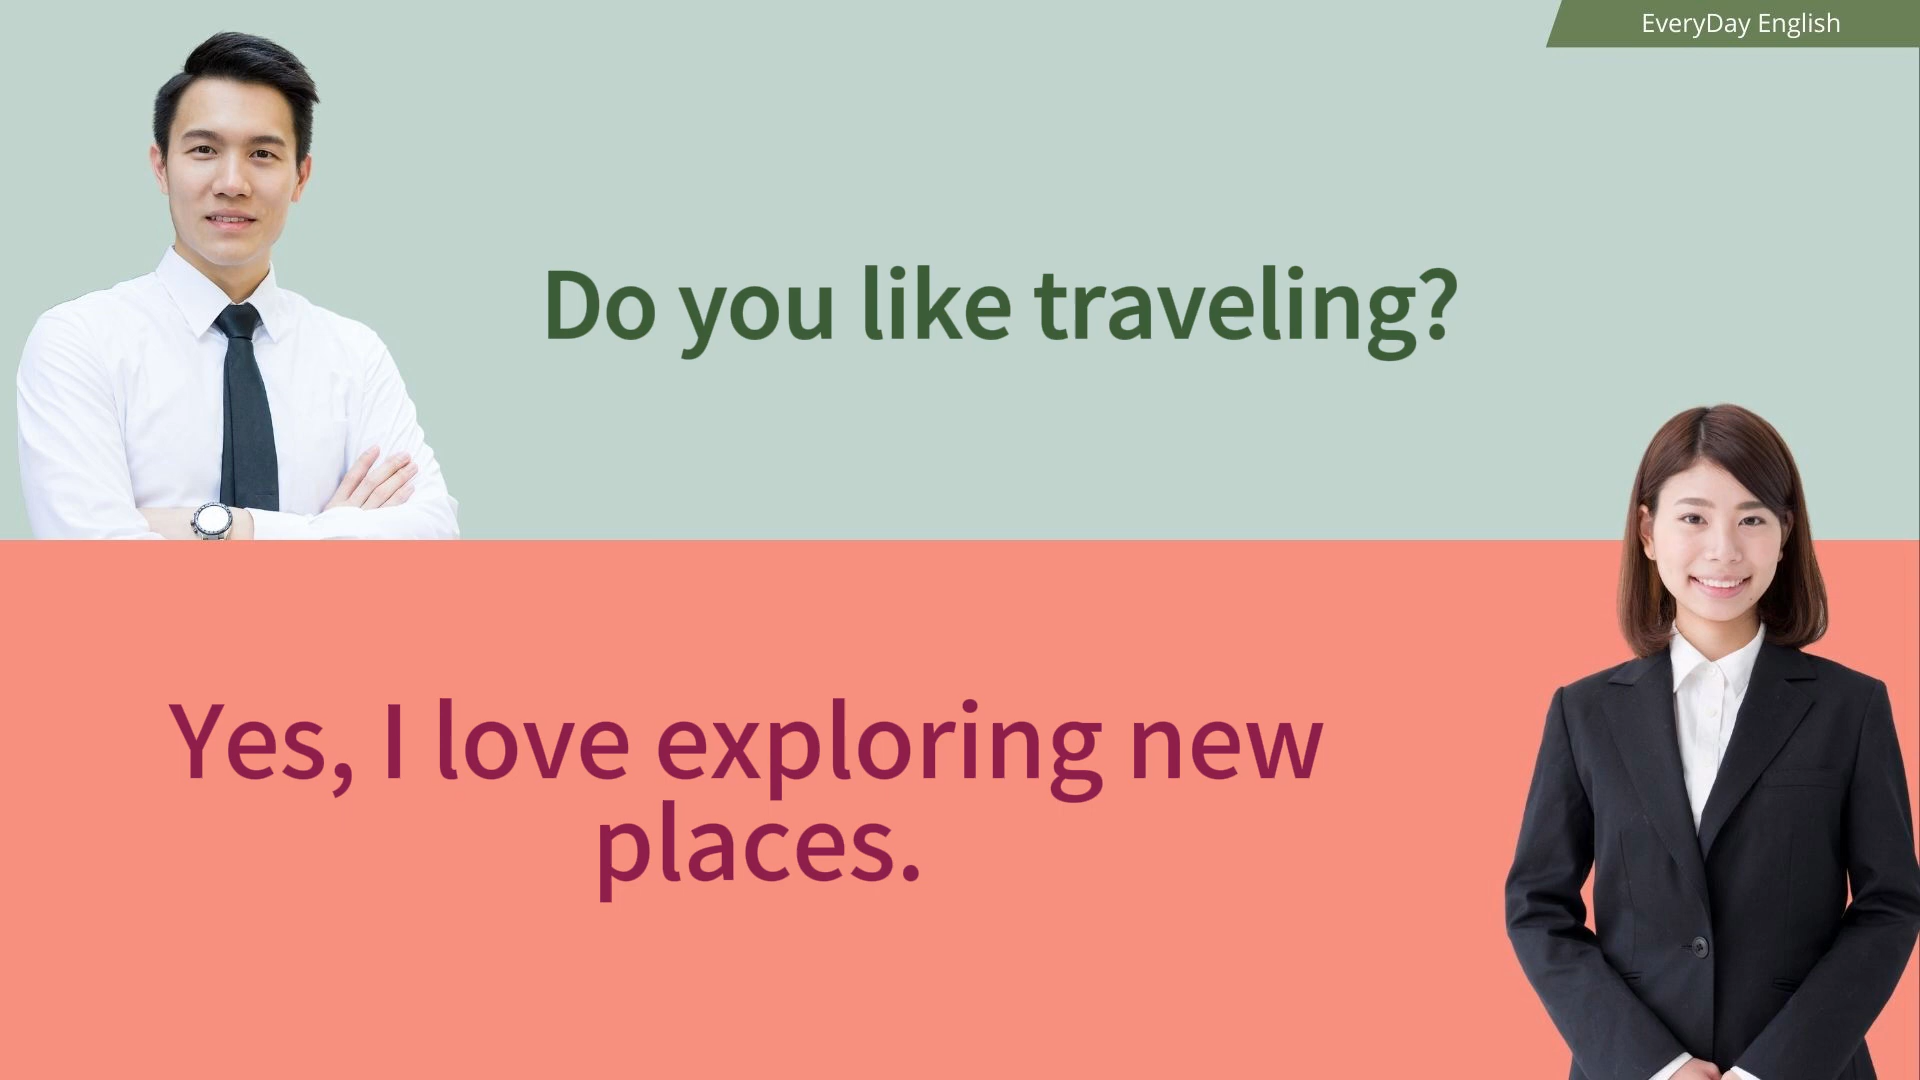 EveryDay English
Do you like traveling?
Yes, I love exploring new
places.